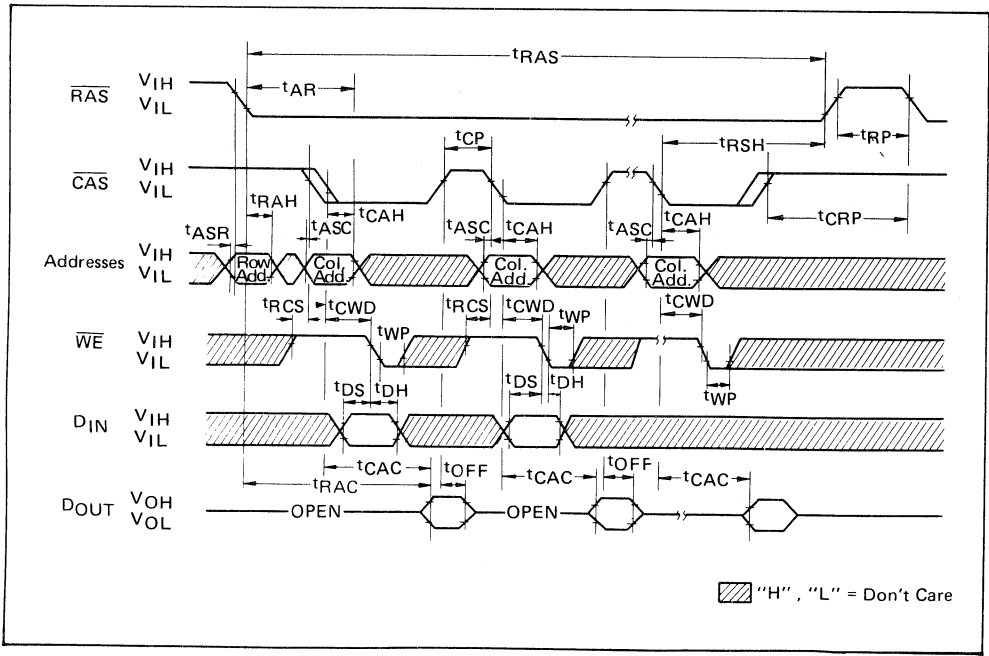 tRAS
RAS VIH
VIL
tAR
tCP
tRSH
tRP
CAS VIH
VIL
tRAH
tCAH
tCRP
tASR
tASC
tASC
tCAH
tASC
tCAH
Addresses VIH
VIL
Row Add.
Col. Add.
Col. Add.
Col. Add.
tRCS
tCWD
tWP
tRCS
tCWD
tWP
tCWD
WE VIH
VIL
tWP
tDS
tDH
tDS
tDH
DIN VIH
VIL
tCAC
tOFF
tCAC
tOFF
tCAC
tRAC
DOUT VOH
VOL
OPEN
OPEN
"H", "L" = Don't Care